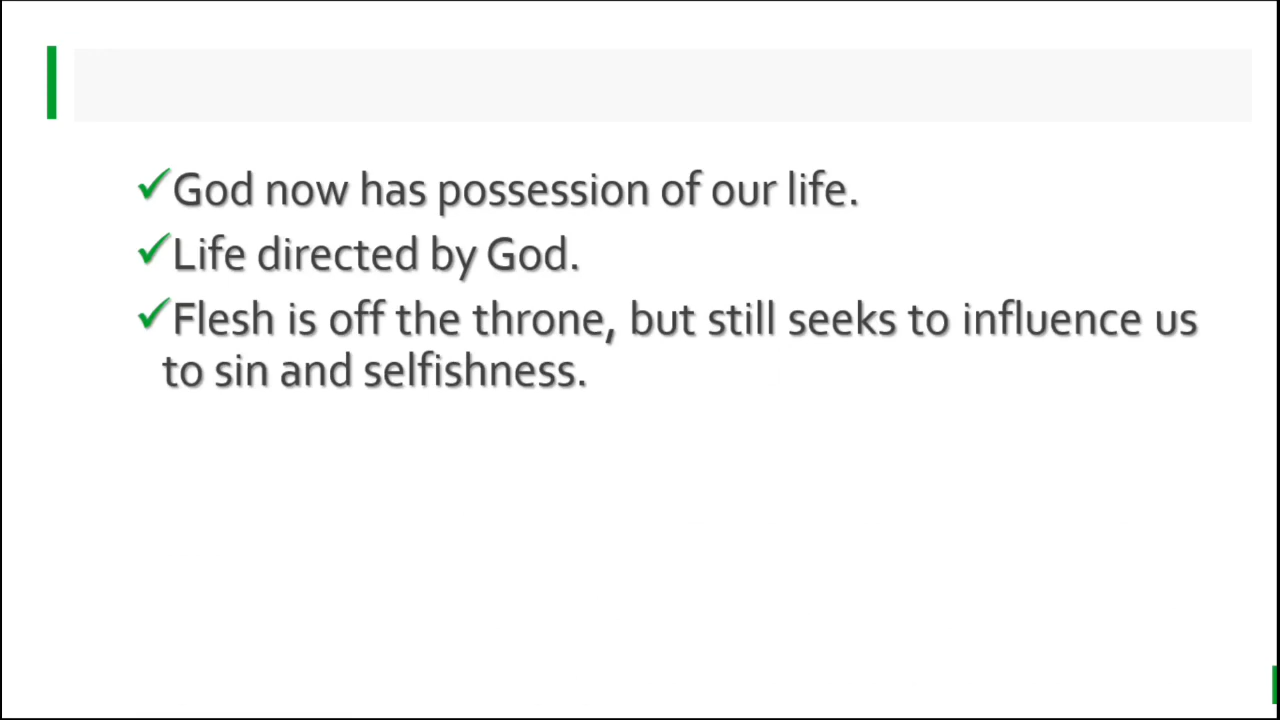 ✓God now has possession of our life.
✓Life directed by God.
✓Flesh is off the throne, but still seeks to influence us
to sin and selfishness.